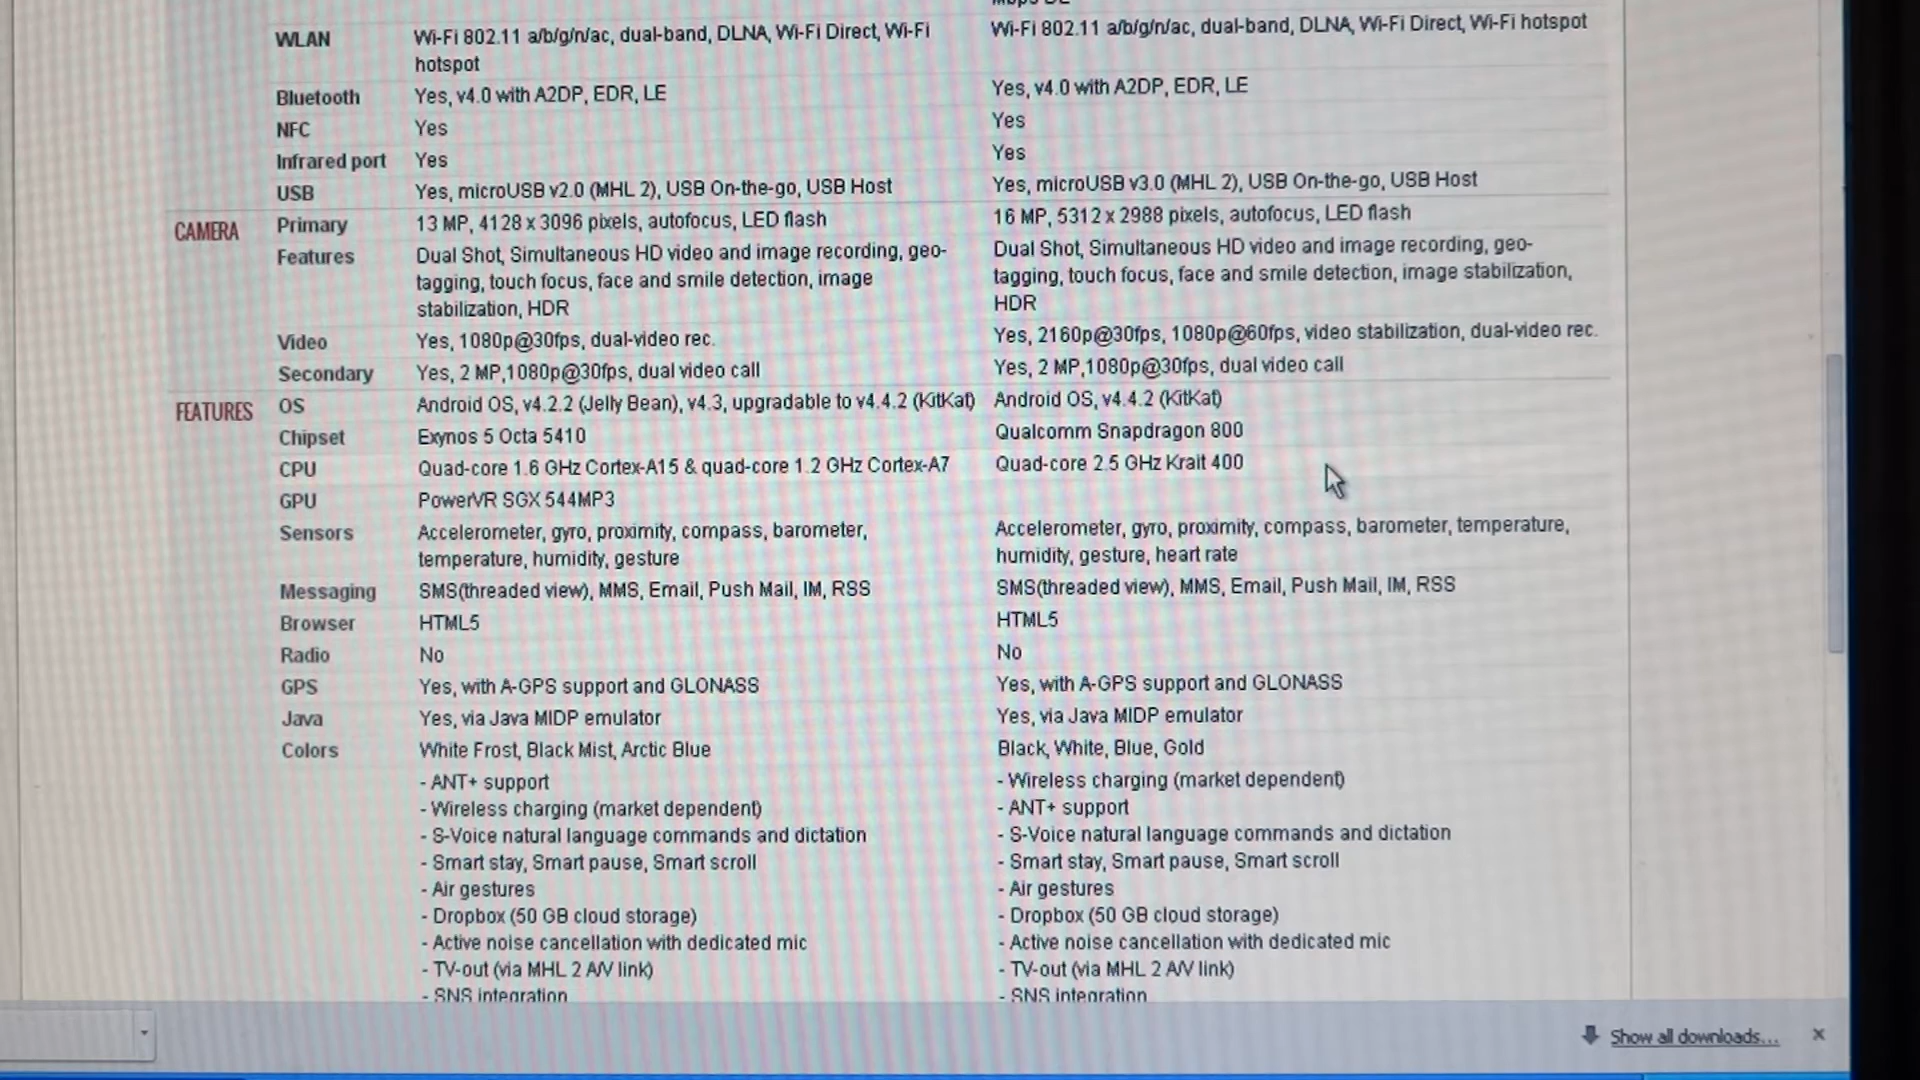 WLAN Wi-Fi 802.11 a/b/g/n/ac, dual-band, DLNA, Wi-Fi Direct, Wi-Fi Wi-Fi 802.11 a/b/g/n/ac, dual-band, DLNA, Wi-Fi Direct, Wi-Fi hotspot
hotspot
Bluetooth Yes, v4.0 with A2DP, EDR, LE Yes, v4.0 with A2DP, EDR, LE
NFC Yes Yes
Infrared port Yes Yes
USB Yes, microUSB v2.0 (MHL 2), USB On-the-go, USB Host Yes, microUSB v3.0 (MHL 2), USB On-the-go, USB Host
CAMERA Primary 13 MP, 4128 x 3096 pixels, autofocus, LED flash 16 MP, 5312 x 2988 pixels, autofocus, LED flash
Features Dual Shot, Simultaneous HD video and image recording, geo- Dual Shot, Simultaneous HD video and image recording, geo-
tagging, touch focus, face and smile detection, image tagging, touch focus, face and smile detection, image stabilization,
stabilization, HDR HDR
Video Yes, 1080p@30fps, dual-video rec. Yes, 2160p@30fps, 1080p@60fps, video stabilization, dual-video rec.
Secondary Yes, 2 MP,1080p@30fps, dual video call Yes, 2 MP,1080p@30fps, dual video call
FEATURES OS Android OS, v4.2.2 (Jelly Bean), v4.3, upgradable to v4.4.2 (KitKat) Android OS, v4.4.2 (KitKat)
Chipset Exynos 5 Octa 5410 Qualcomm Snapdragon 800
CPU Quad-core 1.6 GHz Cortex-A15 & quad-core 1.2 GHz Cortex-A7 Quad-core 2.5 GHz Krait 400
GPU PowerVR SGX 544MP3
Sensors Accelerometer, gyro, proximity, compass, barometer, Accelerometer, gyro, proximity, compass, barometer, temperature,
temperature, humidity, gesture humidity, gesture, heart rate
Messaging SMS(threaded view), MMS, Email, Push Mail, IM, RSS SMS(threaded view), MMS, Email, Push Mail, IM, RSS
Browser HTML5 HTML5
Radio No No
GPS Yes, with A-GPS support and GLONASS Yes, with A-GPS support and GLONASS
Java Yes, via Java MIDP emulator Yes, via Java MIDP emulator
Colors White Frost, Black Mist, Arctic Blue Black, White, Blue, Gold
- ANT+ support - Wireless charging (market dependent)
- Wireless charging (market dependent) - ANT+ support
- S-Voice natural language commands and dictation - S-Voice natural language commands and dictation
- Smart stay, Smart pause, Smart scroll - Smart stay, Smart pause, Smart scroll
- Air gestures - Air gestures
- Dropbox (50 GB cloud storage) - Dropbox (50 GB cloud storage)
- Active noise cancellation with dedicated mic - Active noise cancellation with dedicated mic
- TV-out (via MHL 2 A/V link) - TV-out (via MHL 2 A/V link)
- SNS integration - SNS integration
Show all downloads...